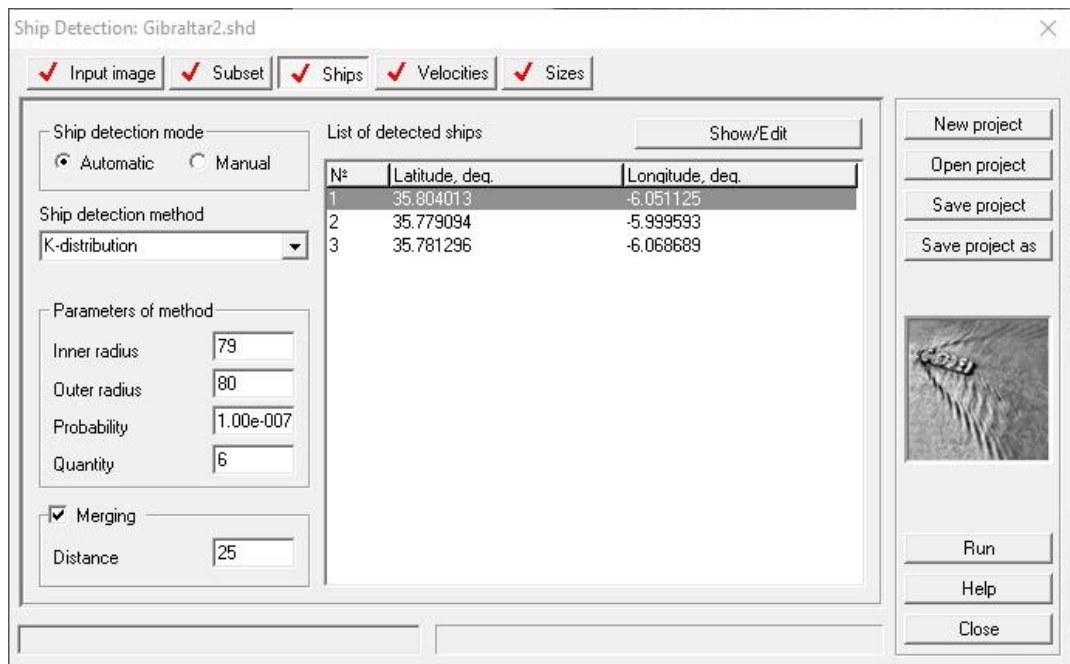 Ship Detection: Gibraltar2.shd
Input image Subset Ships Velocities Sizes
Ship detection mode
Automatic Manual
Ship detection method
K-distribution
Parameters of method
Inner radius 79
Outer radius 80
Probability 1.00e-007
Quantity 6
Merging
Distance 25
List of detected ships Show/Edit
Nº Latitude, deg. Longitude, deg.
1 35.804013 -6.051125
2 35.779094 -5.999593
3 35.781296 -6.068689
New project
Open project
Save project
Save project as
Run
Help
Close